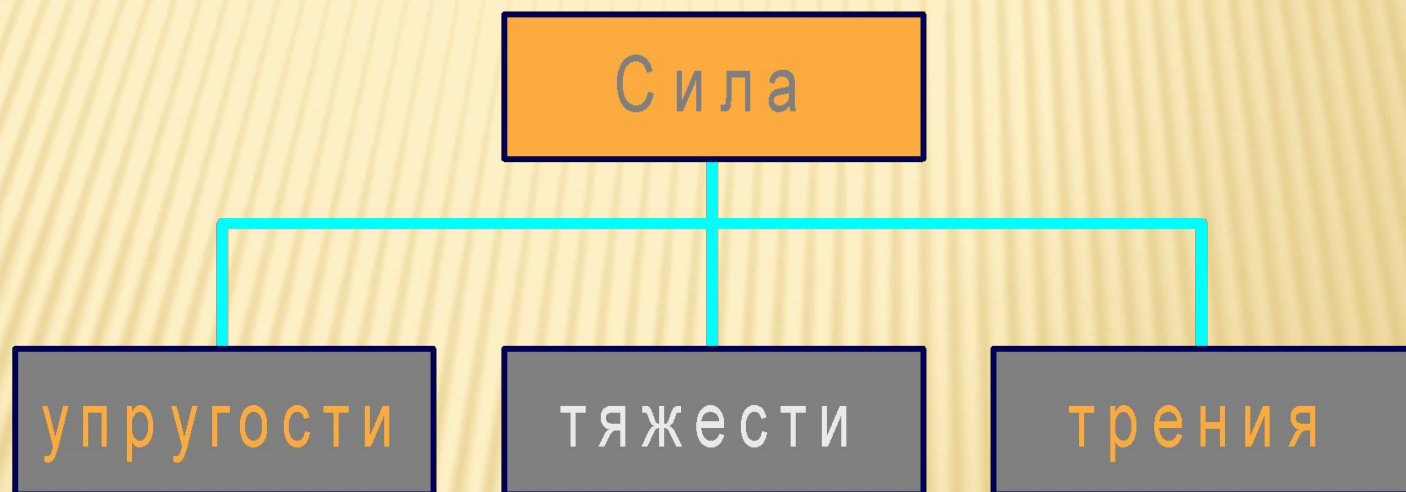 Сила
упругости
тяжести
трения